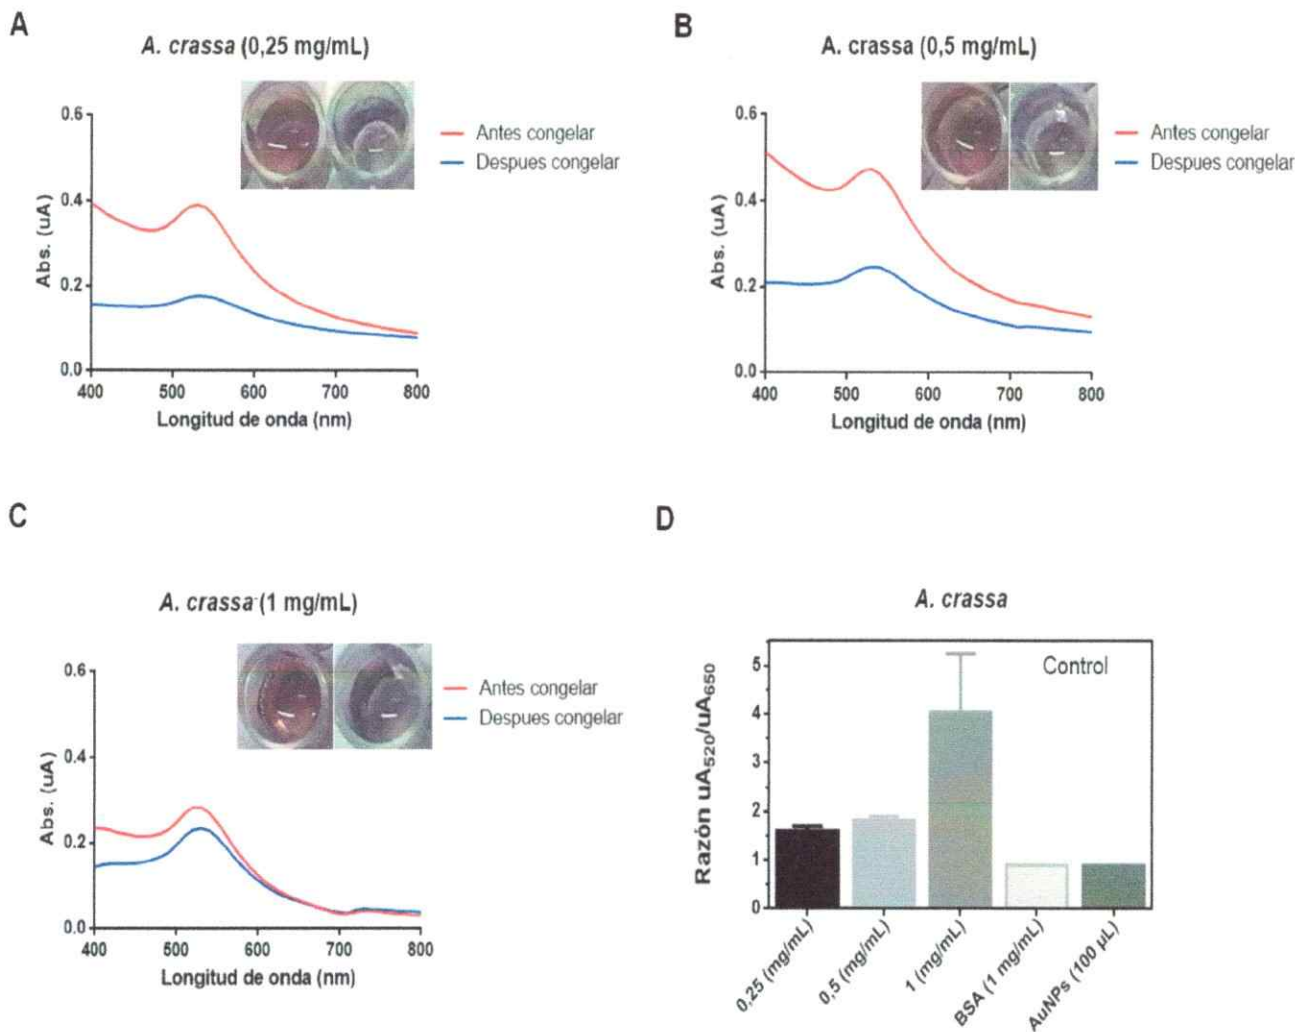 A
A. crassa (0,25 mg/mL)
0.6
0.4
0.2
0.0
Abs. (uA)
400
500
600
700
800
Longitud de onda (nm)
Antes congelar
Despues congelar
B
A. crassa (0,5 mg/mL)
0.6
0.4
0.2
0.0
Abs. (uA)
400
500
600
700
800
Longitud de onda (nm)
Antes congelar
Despues congelar
C
A. crassa (1 mg/mL)
0.6
0.4
0.2
0.0
Abs. (uA)
400
500
600
700
800
Longitud de onda (nm)
Antes congelar
Despues congelar
D
A. crassa
Control
5
4
3
2
1
0
Razón uA520/uA650
0,25 (mg/mL)
0,5 (mg/mL)
1 (mg/mL)
BSA (1 mg/mL)
AuNPs (100 µL)